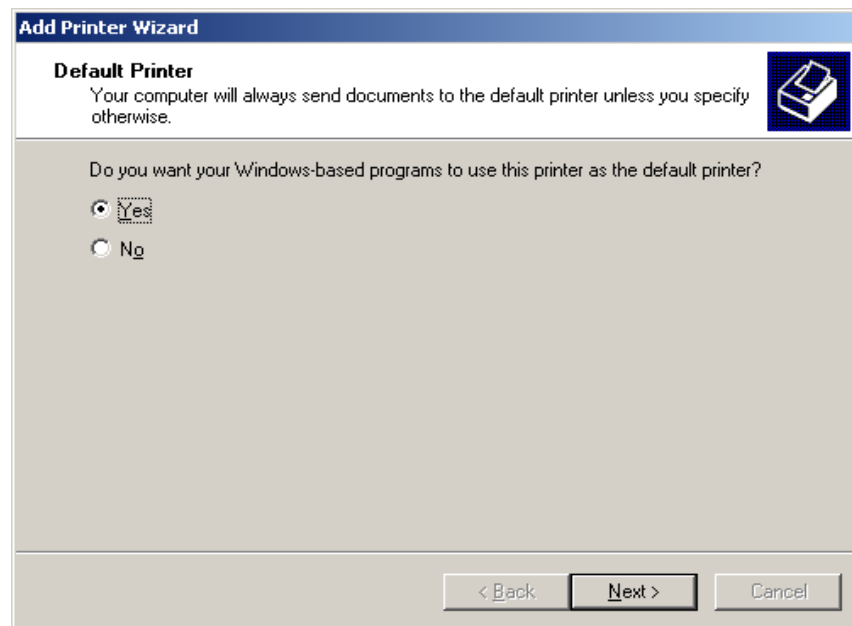 Add Printer Wizard
Default Printer
Your computer will always send documents to the default printer unless you specify
otherwise.
Do you want your Windows-based programs to use this printer as the default printer?
Yes
No
< Back
Next >
Cancel